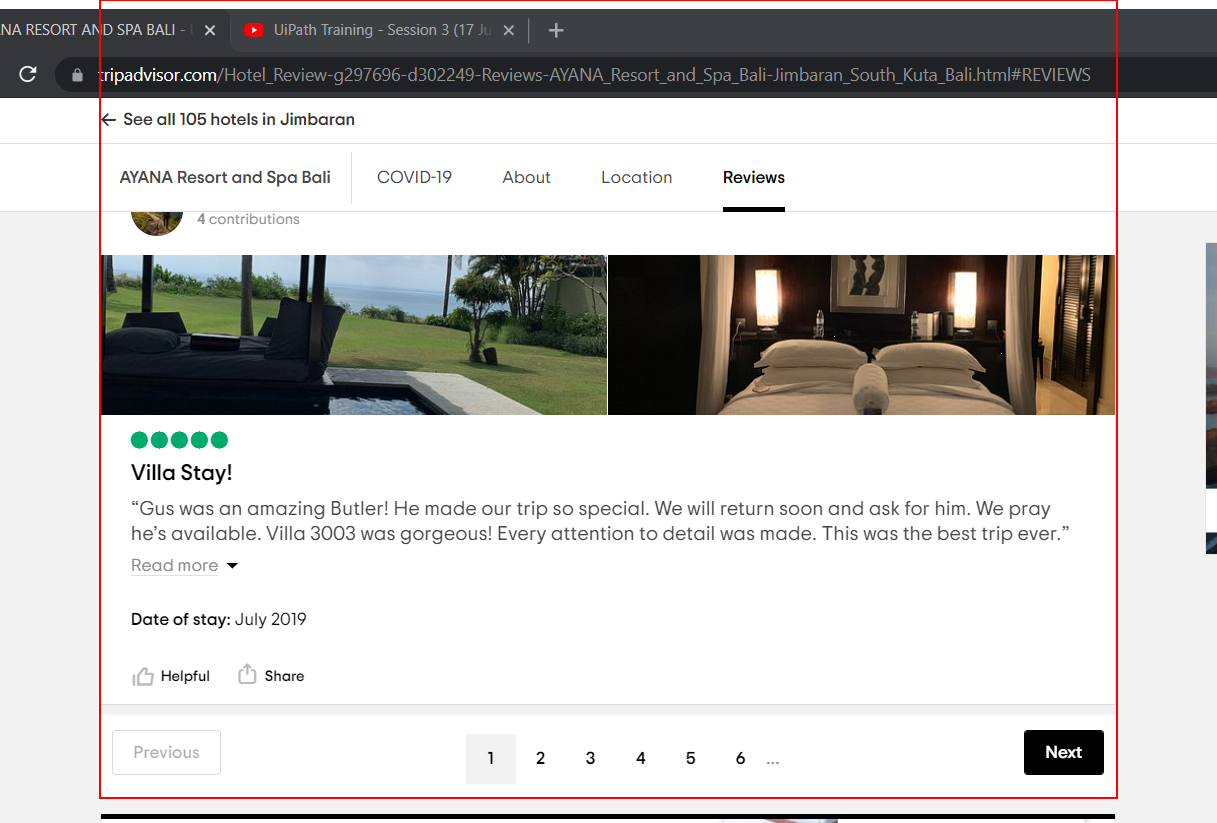 NA RESORT AND SPA BALI -
UiPath Training - Session 3 (17 Ju
tripadvisor.com/Hotel_Review-g297696-d302249-Reviews-AYANA_Resort_and_Spa_Bali-Jimbaran_South_Kuta_Bali.html#REVIEWS
See all 105 hotels in Jimbaran
AYANA Resort and Spa Bali COVID-19 About Location Reviews
4 contributions
Villa Stay!
“Gus was an amazing Butler! He made our trip so special. We will return soon and ask for him. We pray
he’s available. Villa 3003 was gorgeous! Every attention to detail was made. This was the best trip ever.”
Read more
Date of stay: July 2019
Helpful Share
Previous 1 2 3 4 5 6 ... Next